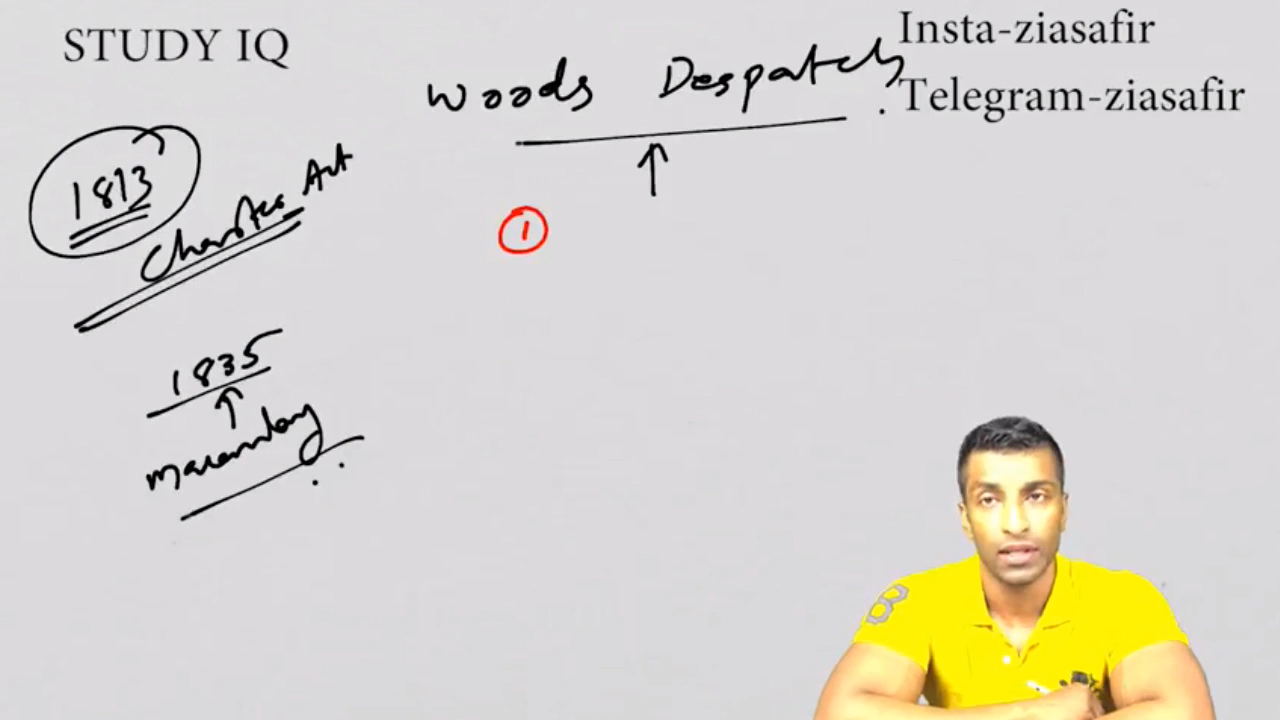 STUDY IQ
Insta-ziasafir
Telegram-ziasafir
Woods Despatch
1813
Charter Act
1835
macaulay
1